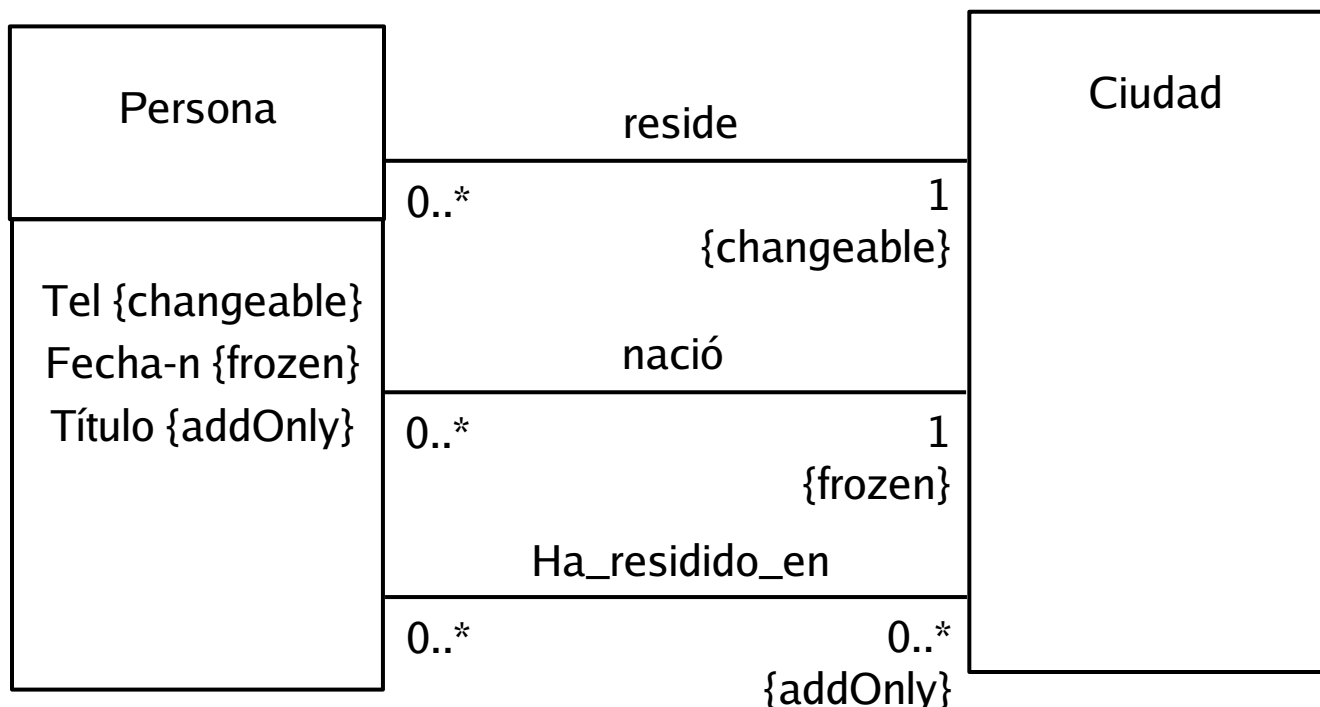 Persona
Tel {changeable}
Fecha-n {frozen}
Título {addOnly}
reside
0..* 1
{changeable}
nació
0..* 1
{frozen}
Ha_residido_en
0..* 0..*
{addOnly}
Ciudad